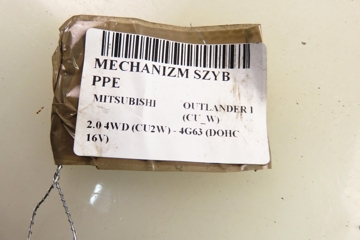 MECHANIZM SZYB
PPE
MITSUBISHI OUTLANDER I
(CU_W)
2.0 4WD (CU2W) - 4G63 (DOHC
16V)